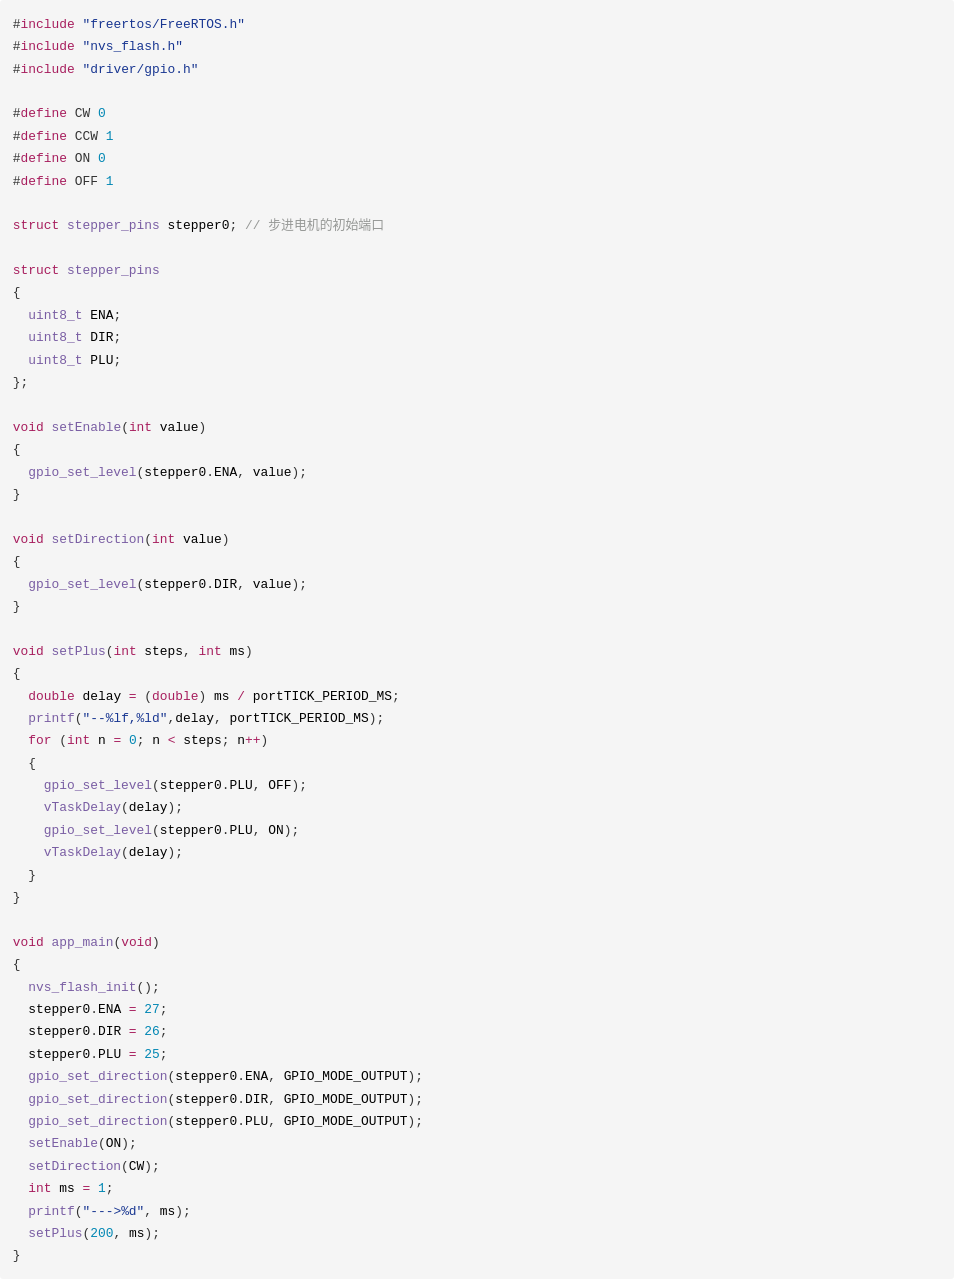 #include "freertos/FreeRTOS.h"
#include "nvs_flash.h"
#include "driver/gpio.h"

#define CW 0
#define CCW 1
#define ON 0
#define OFF 1

struct stepper_pins stepper0; // 步进电机的初始端口

struct stepper_pins
{
  uint8_t ENA;
  uint8_t DIR;
  uint8_t PLU;
};

void setEnable(int value)
{
  gpio_set_level(stepper0.ENA, value);
}

void setDirection(int value)
{
  gpio_set_level(stepper0.DIR, value);
}

void setPlus(int steps, int ms)
{
  double delay = (double) ms / portTICK_PERIOD_MS;
  printf("--%lf,%ld",delay, portTICK_PERIOD_MS);
  for (int n = 0; n < steps; n++)
  {
    gpio_set_level(stepper0.PLU, OFF);
    vTaskDelay(delay);
    gpio_set_level(stepper0.PLU, ON);
    vTaskDelay(delay);
  }
}

void app_main(void)
{
  nvs_flash_init();
  stepper0.ENA = 27;
  stepper0.DIR = 26;
  stepper0.PLU = 25;
  gpio_set_direction(stepper0.ENA, GPIO_MODE_OUTPUT);
  gpio_set_direction(stepper0.DIR, GPIO_MODE_OUTPUT);
  gpio_set_direction(stepper0.PLU, GPIO_MODE_OUTPUT);
  setEnable(ON);
  setDirection(CW);
  int ms = 1;
  printf("--->%d", ms);
  setPlus(200, ms);
}